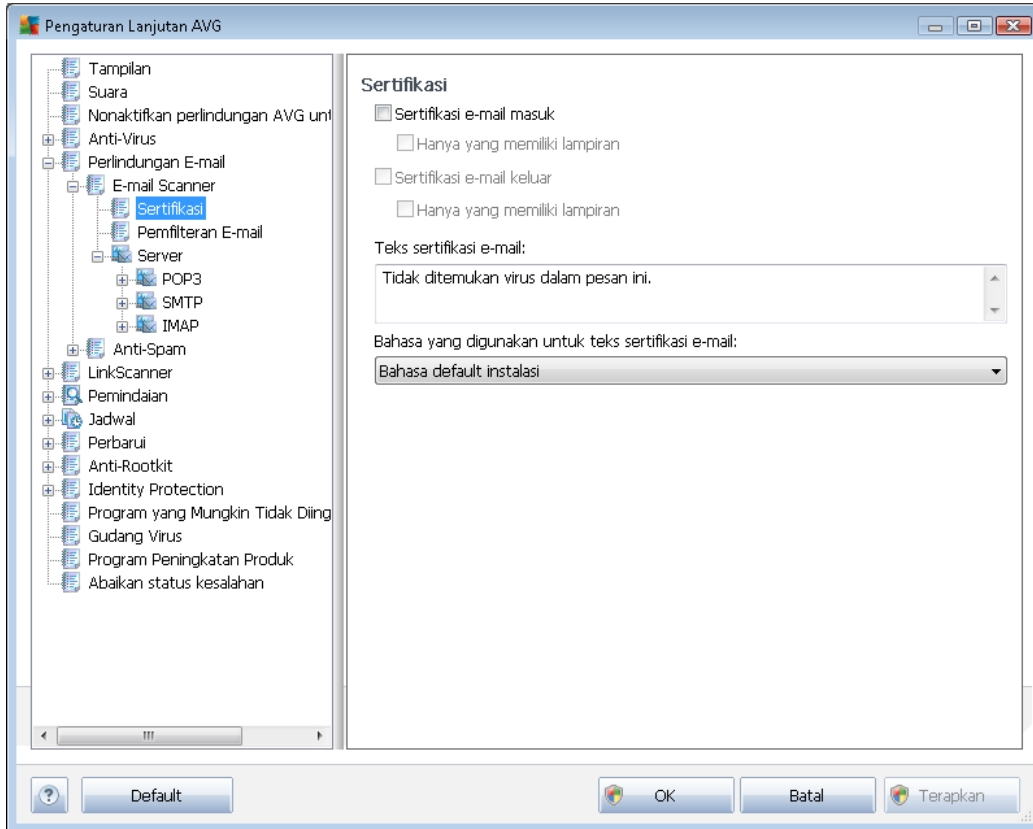 Pengaturan Lanjutan AVG
Tampilan
Suara
Nonaktifkan perlindungan AVG unt
Anti-Virus
Perlindungan E-mail
E-mail Scanner
Sertifikasi
Pemfilteran E-mail
Server
POP3
SMTP
IMAP
Anti-Spam
LinkScanner
Pemindaian
Jadwal
Perbarui
Anti-Rootkit
Identity Protection
Program yang Mungkin Tidak Diing
Gudang Virus
Program Peningkatan Produk
Abaikan status kesalahan
Sertifikasi
Sertifikasi e-mail masuk
Hanya yang memiliki lampiran
Sertifikasi e-mail keluar
Hanya yang memiliki lampiran
Teks sertifikasi e-mail:
Tidak ditemukan virus dalam pesan ini.
Bahasa yang digunakan untuk teks sertifikasi e-mail:
Bahasa default instalasi
?
Default
OK
Batal
Terapkan